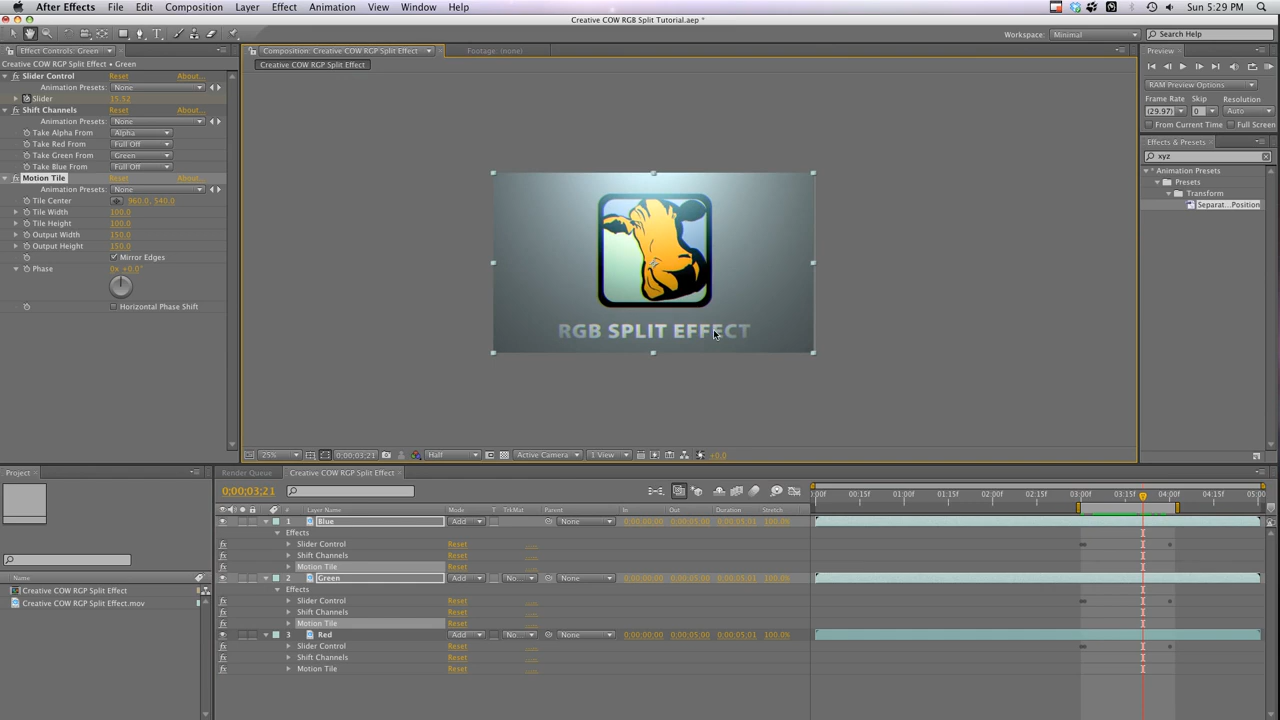 After Effects File Edit Composition Layer Effect Animation View Window Help
Sun 5:29 PM
Creative COW RGB Split Tutorial.aep *
Workspace: Minimal
Search Help
Effect Controls: Green
Creative COW RGP Split Effect • Green
Slider Control Reset About...
Animation Presets: None
Slider 15.52
Shift Channels Reset About...
Animation Presets: None
Take Alpha From Alpha
Take Red From Full Off
Take Green From Green
Take Blue From Full Off
Motion Tile Reset About...
Animation Presets: None
Tile Center 960.0, 540.0
Tile Width 100.0
Tile Height 100.0
Output Width 150.0
Output Height 150.0
Mirror Edges
Phase 0x +0.0°
Horizontal Phase Shift
Composition: Creative COW RGP Split Effect
Footage: (none)
Creative COW RGP Split Effect
RGB SPLIT EFFECT
25% 0;00;03;21 Half Active Camera 1 View +0.0
Preview
RAM Preview Options
Frame Rate Skip Resolution
(29.97) 0 Auto
From Current Time Full Screen
Effects & Presets
xyz
* Animation Presets
Presets
Transform
Separat...Position
Project
Name
Creative COW RGP Split Effect
Creative COW RGB Split Effect.mov
Render Queue Creative COW RGP Split Effect
0;00;03;21
# Layer Name Mode T TrkMat Parent In Out Duration Stretch
:00f 00:15f 01:00f 01:15f 02:00f 02:15f 03:00f 03:15f 04:00f 04:15f 05:00
1 Blue Add None 0;00;00;00 0;00;05;00 0;00;05;01 100.0%
Effects
Slider Control Reset ...
Shift Channels Reset ...
Motion Tile Reset ...
2 Green Add No... None 0;00;00;00 0;00;05;00 0;00;05;01 100.0%
Effects
Slider Control Reset ...
Shift Channels Reset ...
Motion Tile Reset ...
3 Red Add No... None 0;00;00;00 0;00;05;00 0;00;05;01 100.0%
Slider Control Reset ...
Shift Channels Reset ...
Motion Tile Reset ...